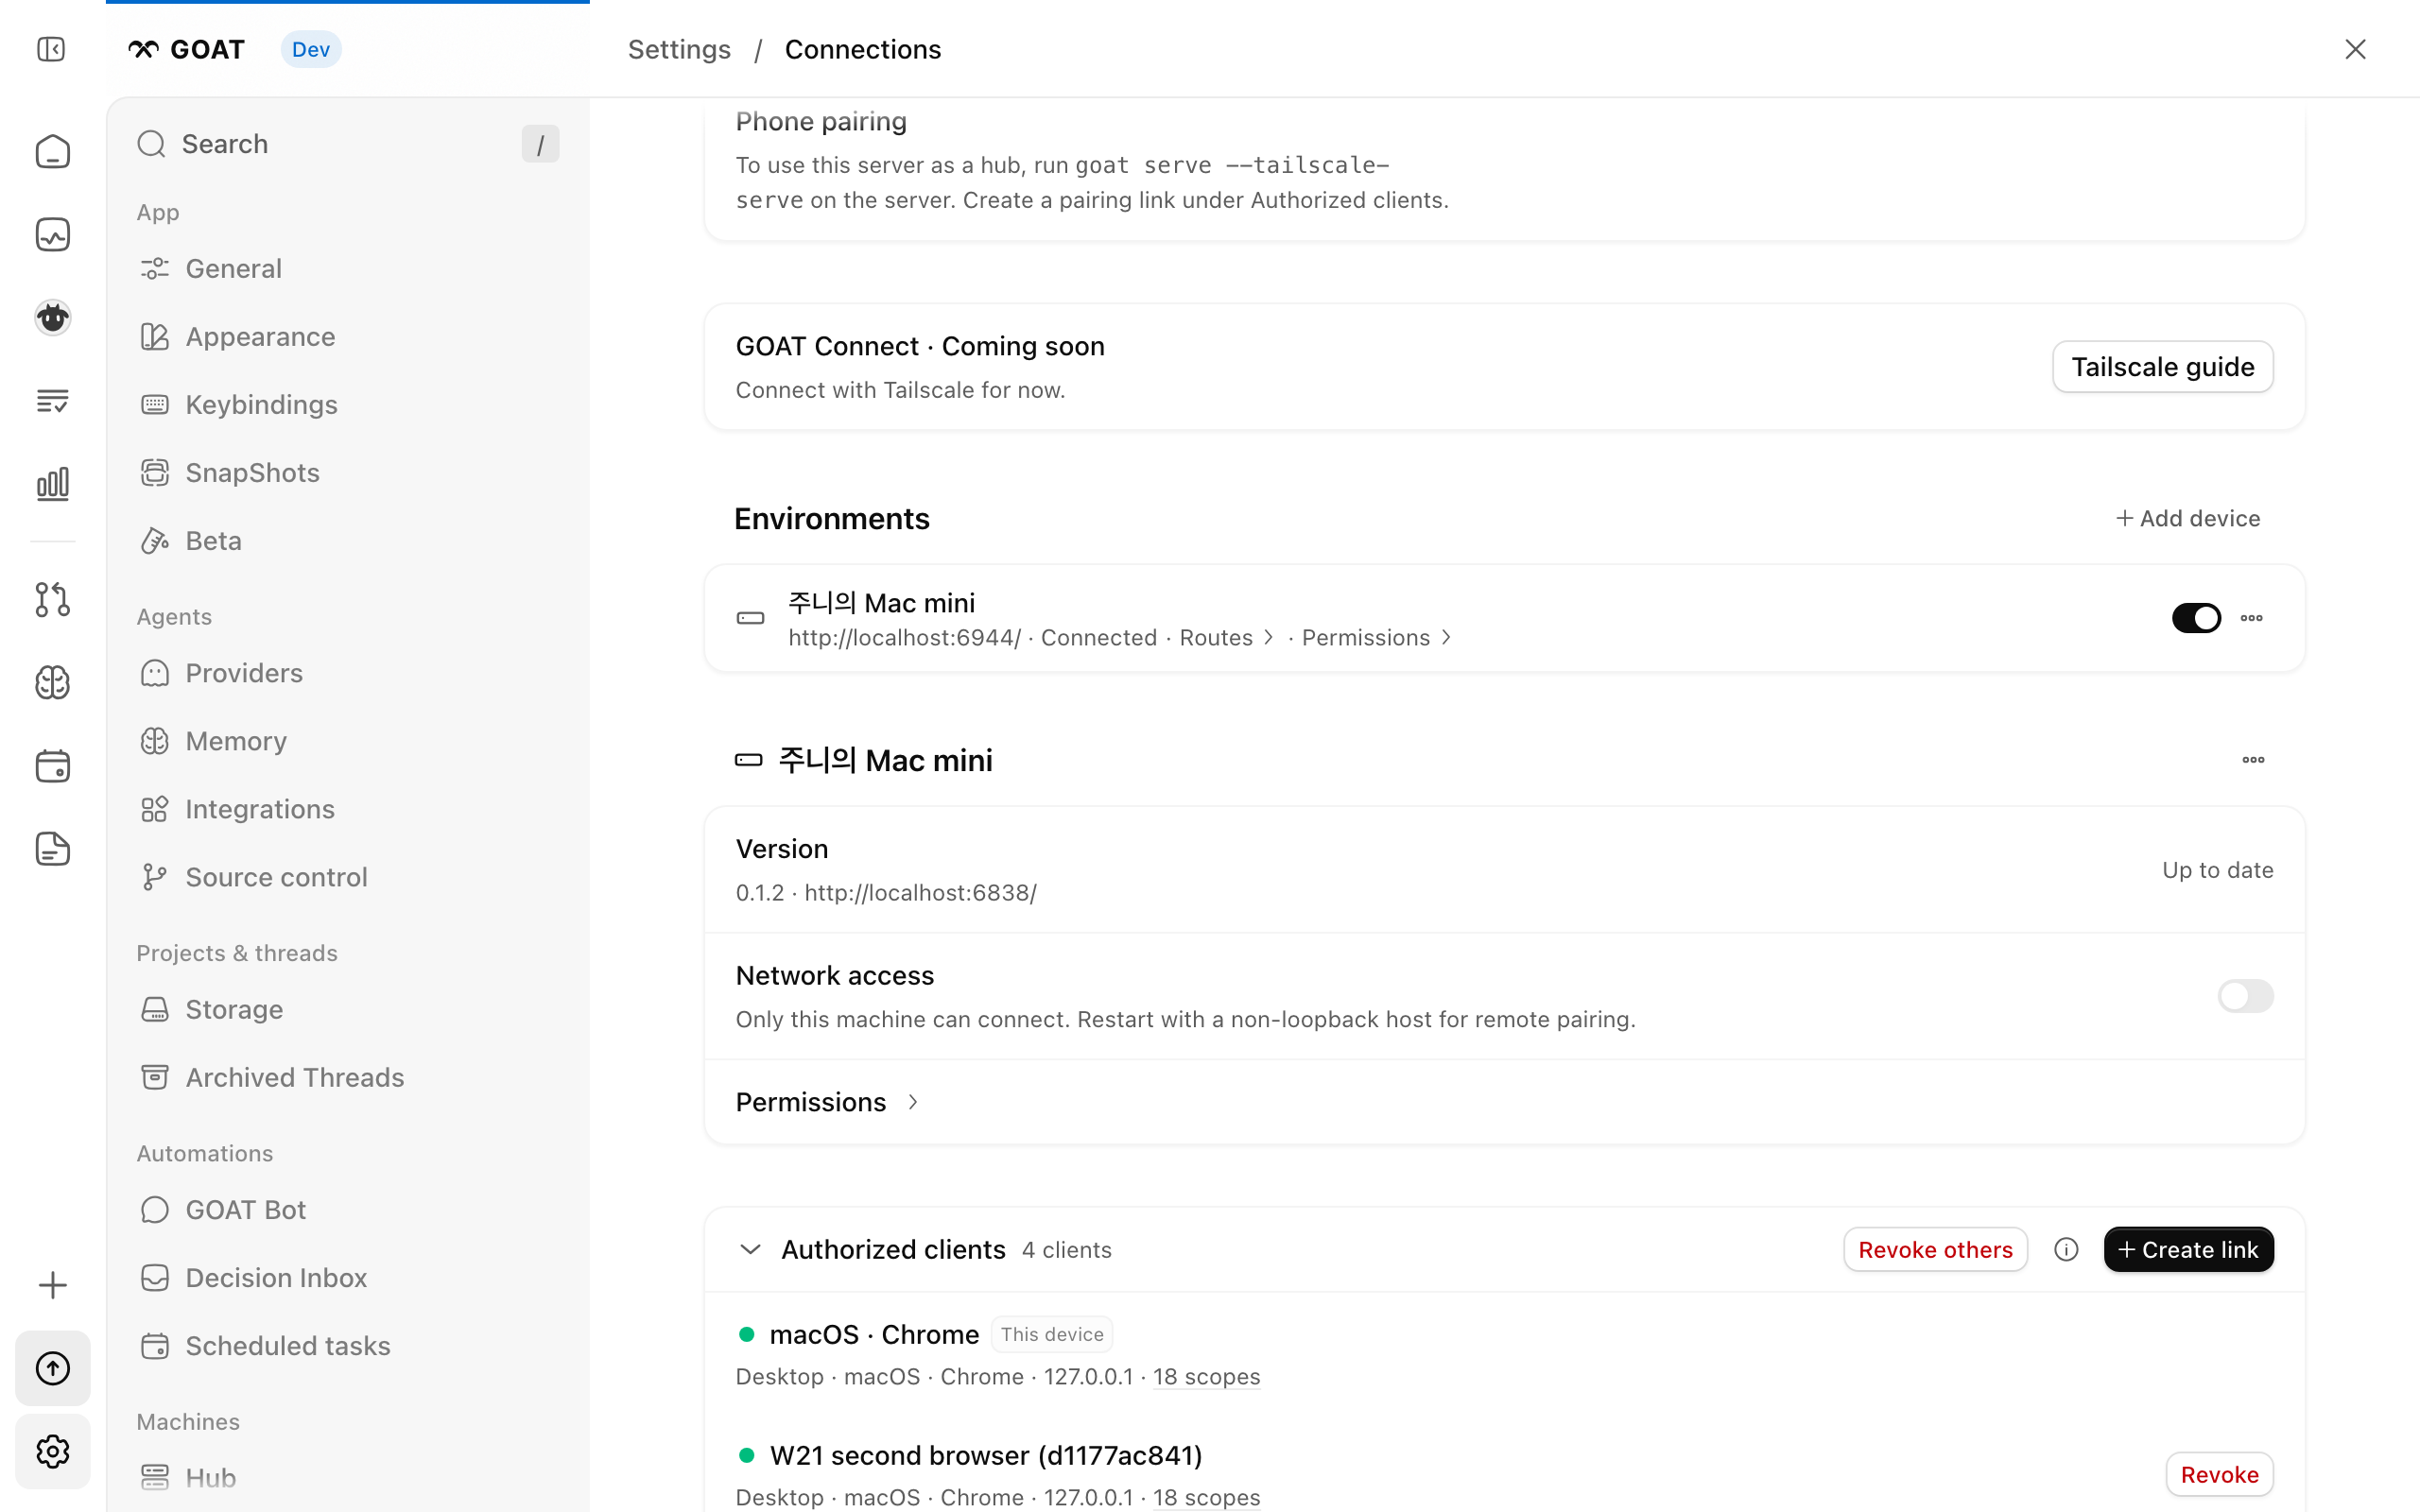 GOAT
Dev
Settings / Connections
Search
/
App
General
Appearance
Keybindings
SnapShots
Beta
Agents
Providers
Memory
Integrations
Source control
Projects & threads
Storage
Archived Threads
Automations
GOAT Bot
Decision Inbox
Scheduled tasks
Machines
Hub
Phone pairing
To use this server as a hub, run goat serve --tailscale-
serve on the server. Create a pairing link under Authorized clients.
GOAT Connect · Coming soon
Connect with Tailscale for now.
Tailscale guide
Environments
+ Add device
주니의 Mac mini
http://localhost:6944/ · Connected · Routes > · Permissions >
주니의 Mac mini
Version
0.1.2 · http://localhost:6838/
Up to date
Network access
Only this machine can connect. Restart with a non-loopback host for remote pairing.
Permissions >
Authorized clients 4 clients
Revoke others
+ Create link
macOS · Chrome This device
Desktop · macOS · Chrome · 127.0.0.1 · 18 scopes
W21 second browser (d1177ac841)
Desktop · macOS · Chrome · 127.0.0.1 · 18 scopes
Revoke